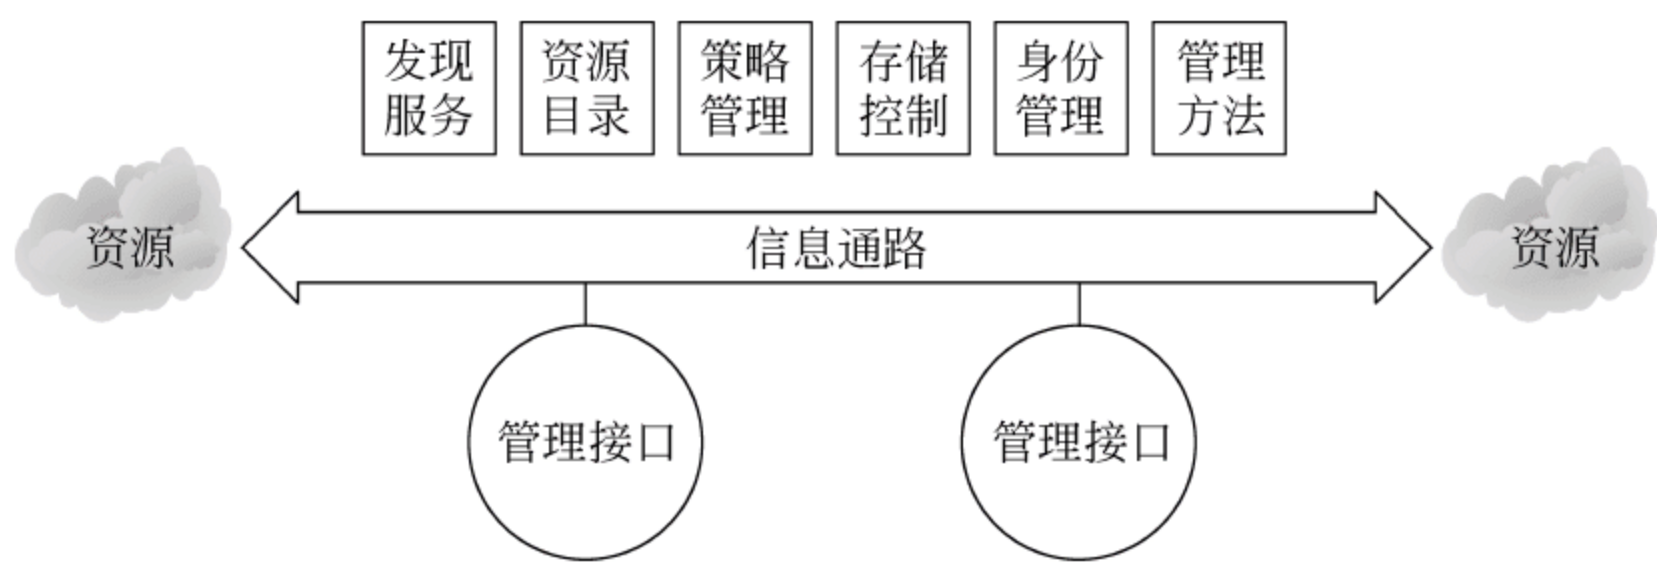 发现
服务
资源
目录
策略
管理
存储
控制
身份
管理
管理
方法
资源
信息通路
资源
管理接口
管理接口